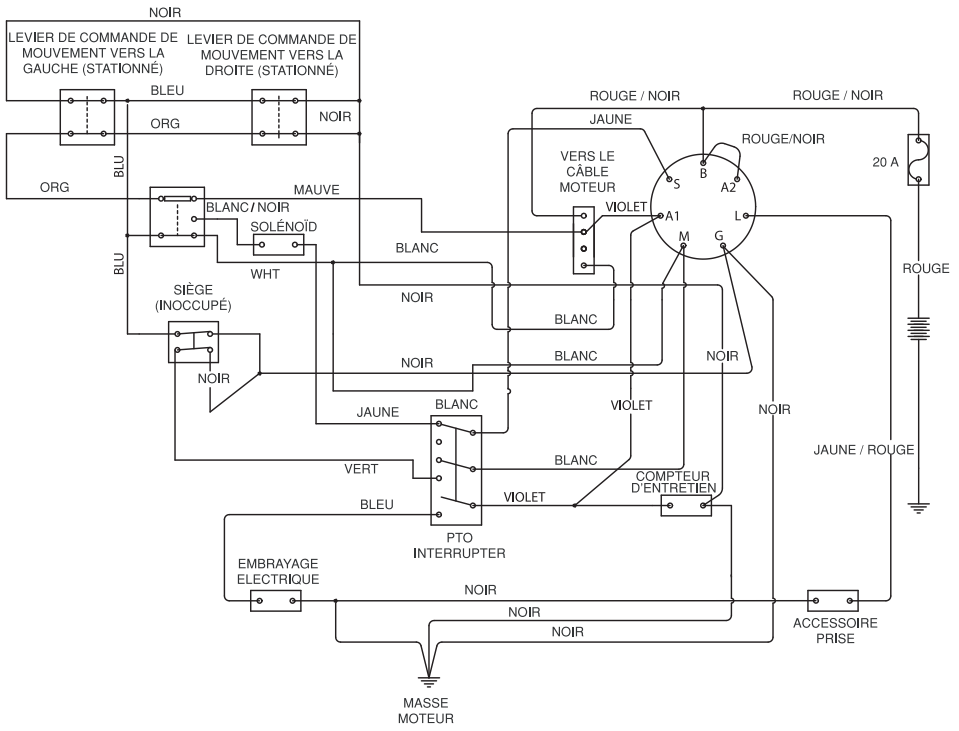 NOIR
LEVIER DE COMMANDE DE
MOUVEMENT VERS LA
GAUCHE (STATIONNÉ)
LEVIER DE COMMANDE DE
MOUVEMENT VERS LA
DROITE (STATIONNÉ)
BLEU
NOIR
ORG
BLU
ORG
MAUVE
BLANC/NOIR
SOLÉNOÏD
BLANC
WHT
BLU
ROUGE / NOIR
ROUGE / NOIR
JAUNE
ROUGE/NOIR
VERS LE
CÂBLE
MOTEUR
20 A
S
B
A2
VIOLET
A1
L
M
G
ROUGE
SIÈGE
(INOCCUPÉ)
NOIR
BLANC
NOIR
BLANC
NOIR
NOIR
BLANC
JAUNE
VIOLET
NOIR
JAUNE / ROUGE
VERT
BLANC
COMPTEUR
D'ENTRETIEN
BLEU
VIOLET
PTO
INTERRUPTER
EMBRAYAGE
ELECTRIQUE
NOIR
NOIR
NOIR
ACCESSOIRE
PRISE
MASSE
MOTEUR